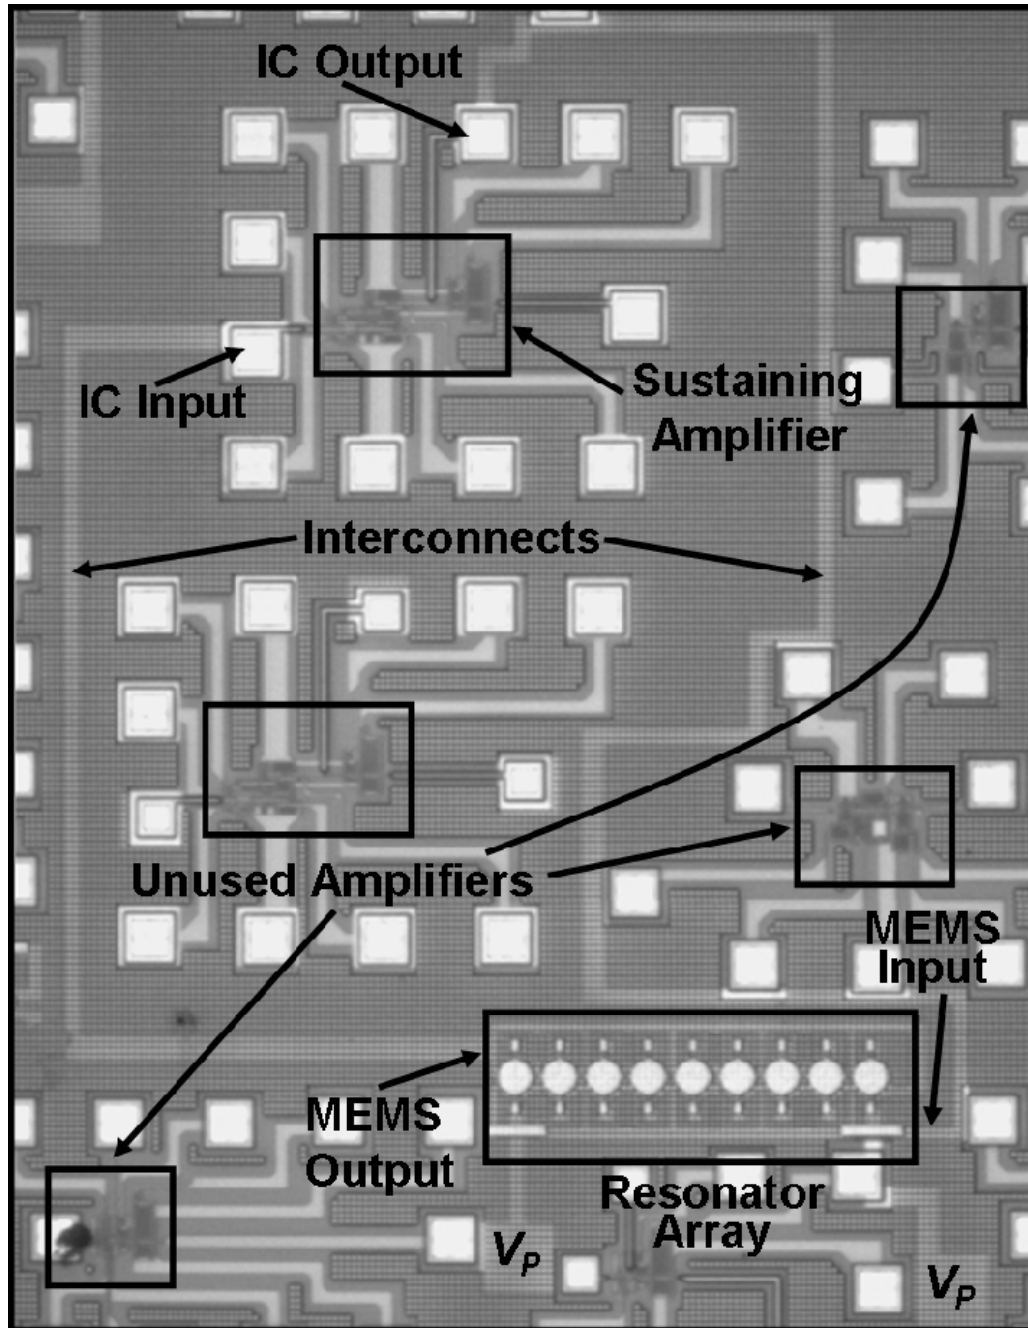 IC Output
IC Input
Sustaining
Amplifier
Interconnects
Unused Amplifiers
MEMS
Input
MEMS
Output
Resonator
Array
VP
VP